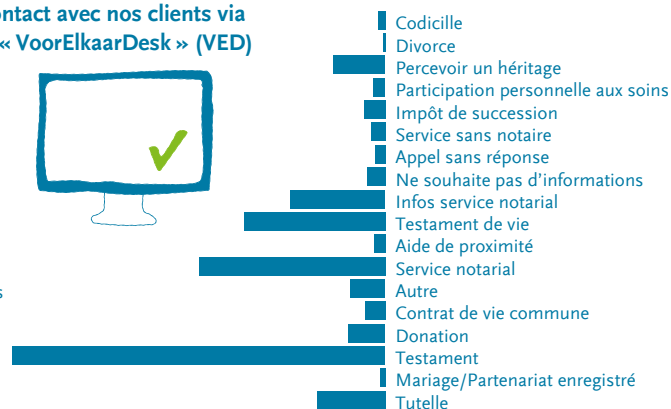 ontact avec nos clients via
« VoorElkaarDesk » (VED)
Codicille
Divorce
Percevoir un héritage
Participation personnelle aux soins
Impôt de succession
Service sans notaire
Appel sans réponse
Ne souhaite pas d'informations
Infos service notarial
Testament de vie
Aide de proximité
Service notarial
s
Autre
Contrat de vie commune
Donation
Testament
Mariage/Partenariat enregistré
Tutelle